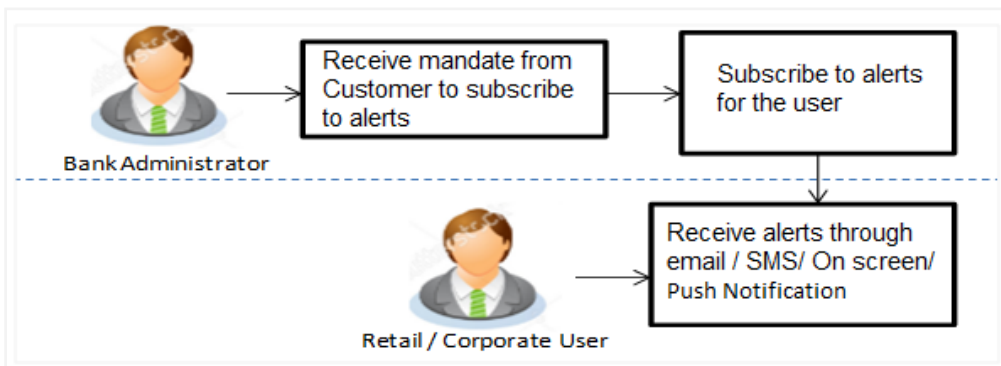 Receive mandate from
Customer to subscribe
to alerts
Subscribe to alerts
for the user
Bank Administrator
Receive alerts through
email / SMS/ On screen/
Push Notification
Retail / Corporate User